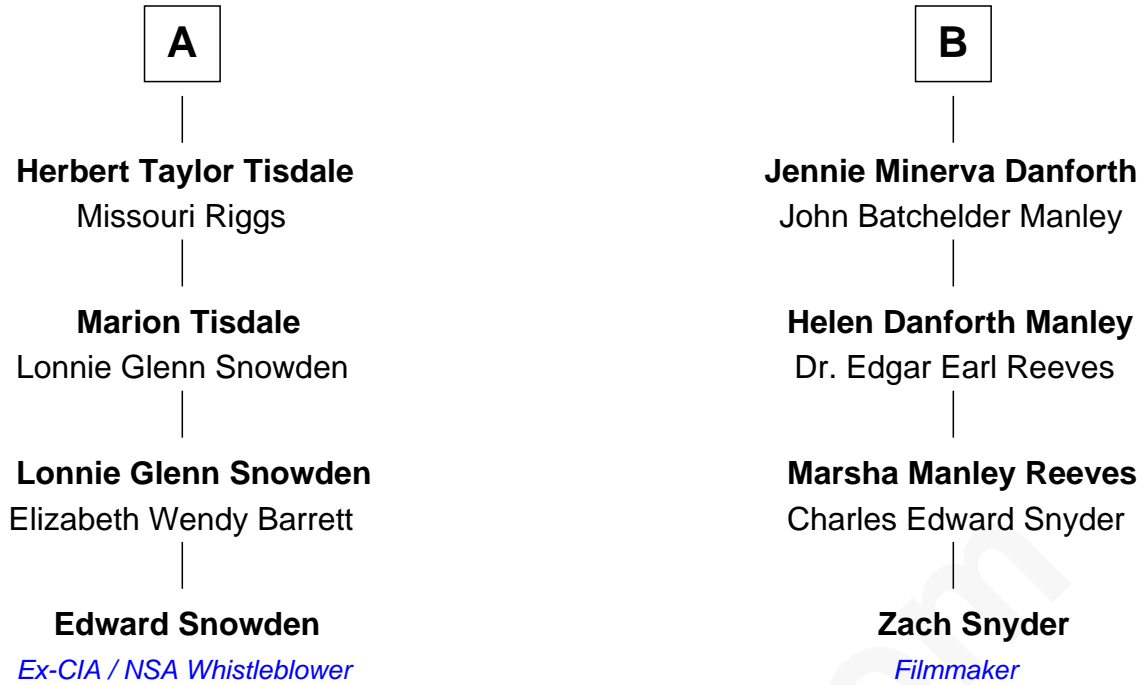 A
Herbert Taylor Tisdale
Missouri Riggs
Marion Tisdale
Lonnie Glenn Snowden
Lonnie Glenn Snowden
Elizabeth Wendy Barrett
Edward Snowden
Ex-CIA / NSA Whistleblower
B
Jennie Minerva Danforth
John Batchelder Manley
Helen Danforth Manley
Dr. Edgar Earl Reeves
Marsha Manley Reeves
Charles Edward Snyder
Zach Snyder
Filmmaker